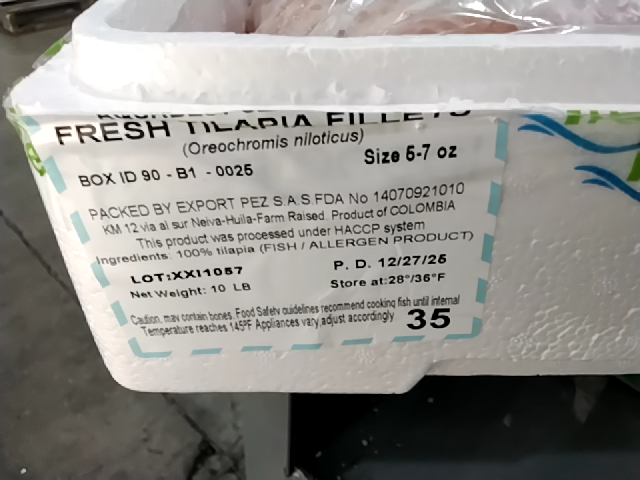 FRESH TILAPIA FILLETS
(Oreochromis niloticus)
Size 5-7 oz
BOX ID 90 - B1 - 0025
PACKED BY EXPORT PEZ S.A.S.FDA No 14070921010
KM 12 via al sur Neiva-Huila-Farm Raised. Product of COLOMBIA
This product was processed under HACCP system
Ingredients: 100% tilapia (FISH / ALLERGEN PRODUCT)
LOT:XXI1057
P. D. 12/27/25
Net Weight: 10 LB
Store at:28°/36°F
Caution, may contain bones. Food Safety guidelines recommend cooking fish until internal
Temperature reaches 145ºF Appliances vary,adjust accordingly
35